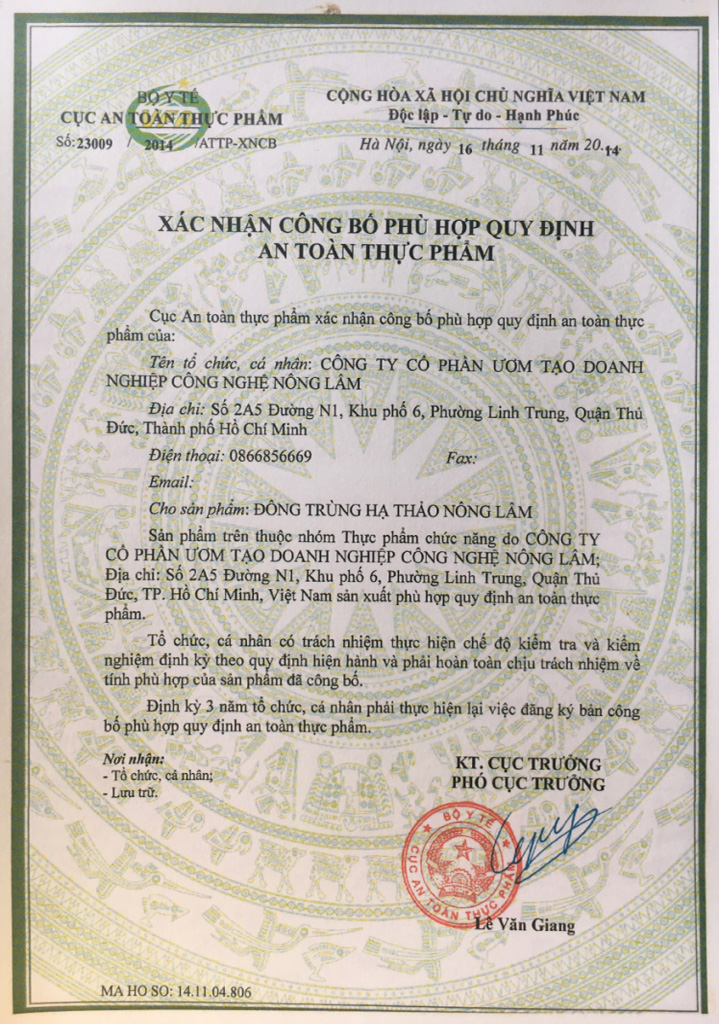 BỘ Y TẾ
CỤC AN TOÀN THỰC PHẨM
Số:23009 / 2014 /ATTP-XNCB
CỘNG HÒA XÃ HỘI CHỦ NGHĨA VIỆT NAM
Độc lập - Tự do - Hạnh Phúc
Hà Nội, ngày 16 tháng 11 năm 20.14.
XÁC NHẬN CÔNG BỐ PHÙ HỢP QUY ĐỊNH
AN TOÀN THỰC PHẨM
Cục An toàn thực phẩm xác nhận công bố phù hợp quy định an toàn thực
phẩm của:
Tên tổ chức, cá nhân: CÔNG TY CỔ PHẦN ƯƠM TẠO DOANH
NGHIỆP CÔNG NGHỆ NÔNG LÂM
Địa chỉ: Số 2A5 Đường N1, Khu phố 6, Phường Linh Trung, Quận Thủ
Đức, Thành phố Hồ Chí Minh
Điện thoại: 0866856669 Fax:
Email:
Cho sản phẩm: ĐÔNG TRÙNG HẠ THẢO NÔNG LÂM
Sản phẩm trên thuộc nhóm Thực phẩm chức năng do CÔNG TY
CỔ PHẦN ƯƠM TẠO DOANH NGHIỆP CÔNG NGHỆ NÔNG LÂM;
Địa chỉ: Số 2A5 Đường N1, Khu phố 6, Phường Linh Trung, Quận Thủ
Đức, TP. Hồ Chí Minh, Việt Nam sản xuất phù hợp quy định an toàn thực
phẩm.
Tổ chức, cá nhân có trách nhiệm thực hiện chế độ kiểm tra và kiểm
nghiệm định kỳ theo quy định hiện hành và phải hoàn toàn chịu trách nhiệm về
tính phù hợp của sản phẩm đã công bố.
Định kỳ 3 năm tổ chức, cá nhân phải thực hiện lại việc đăng ký bản công
bố phù hợp quy định an toàn thực phẩm.
Nơi nhận:
- Tổ chức, cá nhân;
- Lưu trữ.
KT. CỤC TRƯỞNG
PHÓ CỤC TRƯỞNG
BỘ Y TẾ
CỤC AN TOÀN THỰC PHẨM
Lê Văn Giang
MA HO SO: 14.11.04.806